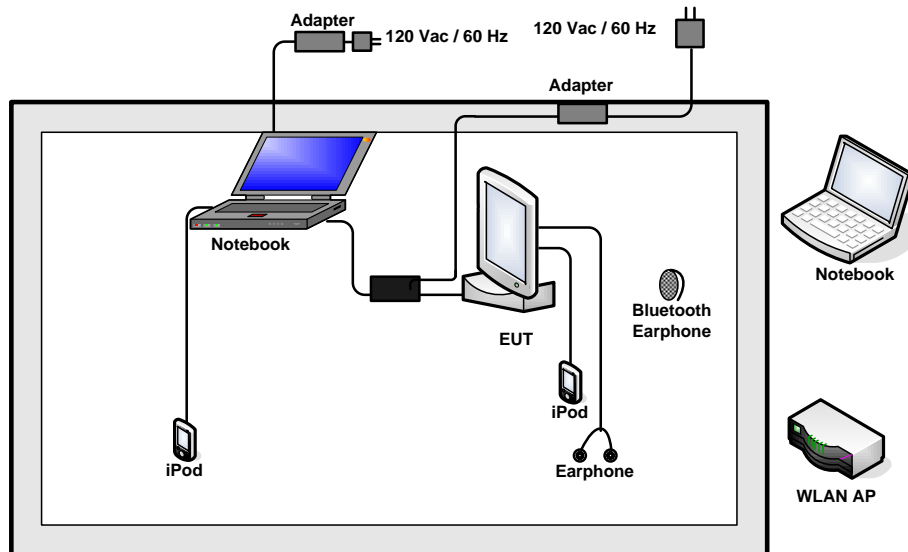 Adapter
120 Vac / 60 Hz
120 Vac / 60 Hz
Adapter
Notebook
EUT
Bluetooth
Earphone
Notebook
iPod
iPod
Earphone
WLAN AP